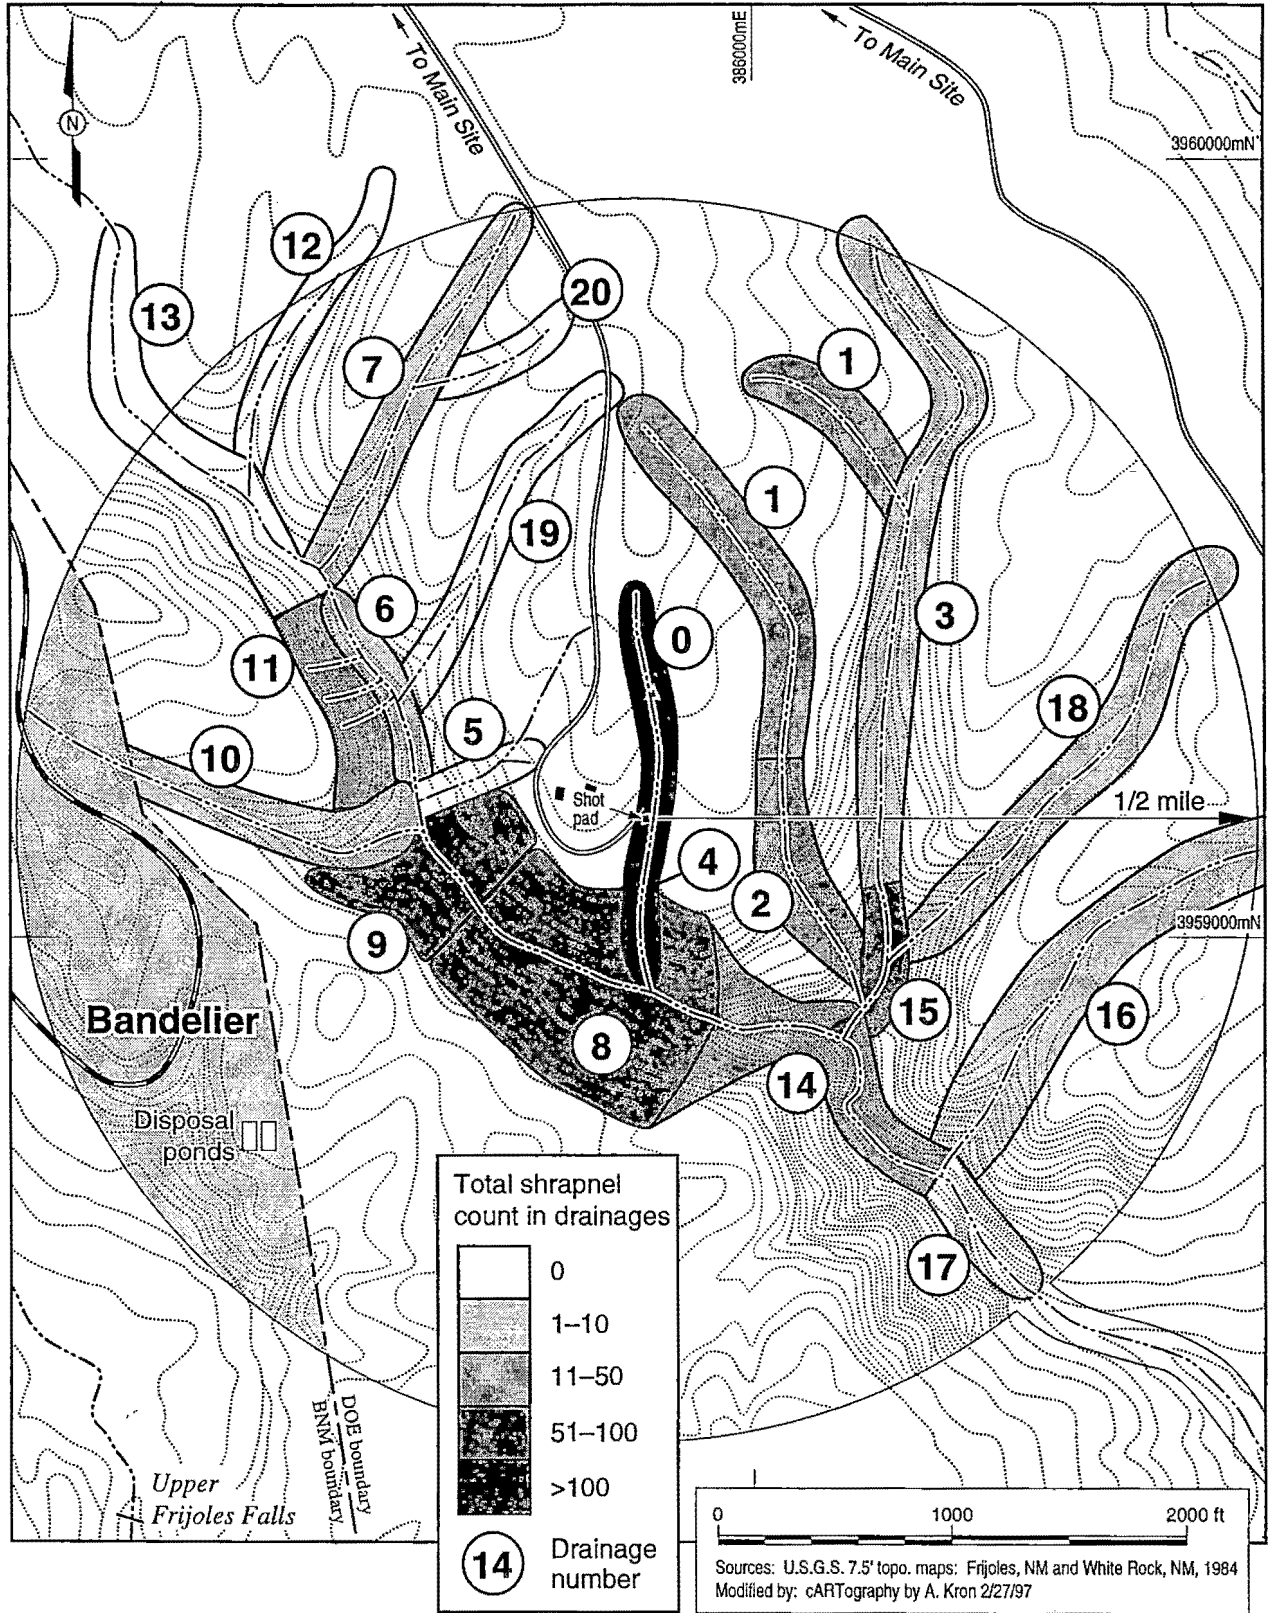 To Main Site
386000mE
To Main Site
3960000mN
N
12
13
20
7
1
1
19
6
0
3
11
18
5
10
Shot
pad
1/2 mile
4
2
3959000mN
9
15
16
Bandelier
8
14
Disposal
ponds
17
Total shrapnel
count in drainages
0
1–10
11–50
51–100
>100
14
Drainage
number
DOE boundary
BNM boundary
Upper
Frijoles Falls
0 1000 2000 ft
Sources: U.S.G.S. 7.5' topo. maps: Frijoles, NM and White Rock, NM, 1984
Modified by: cARTography by A. Kron 2/27/97